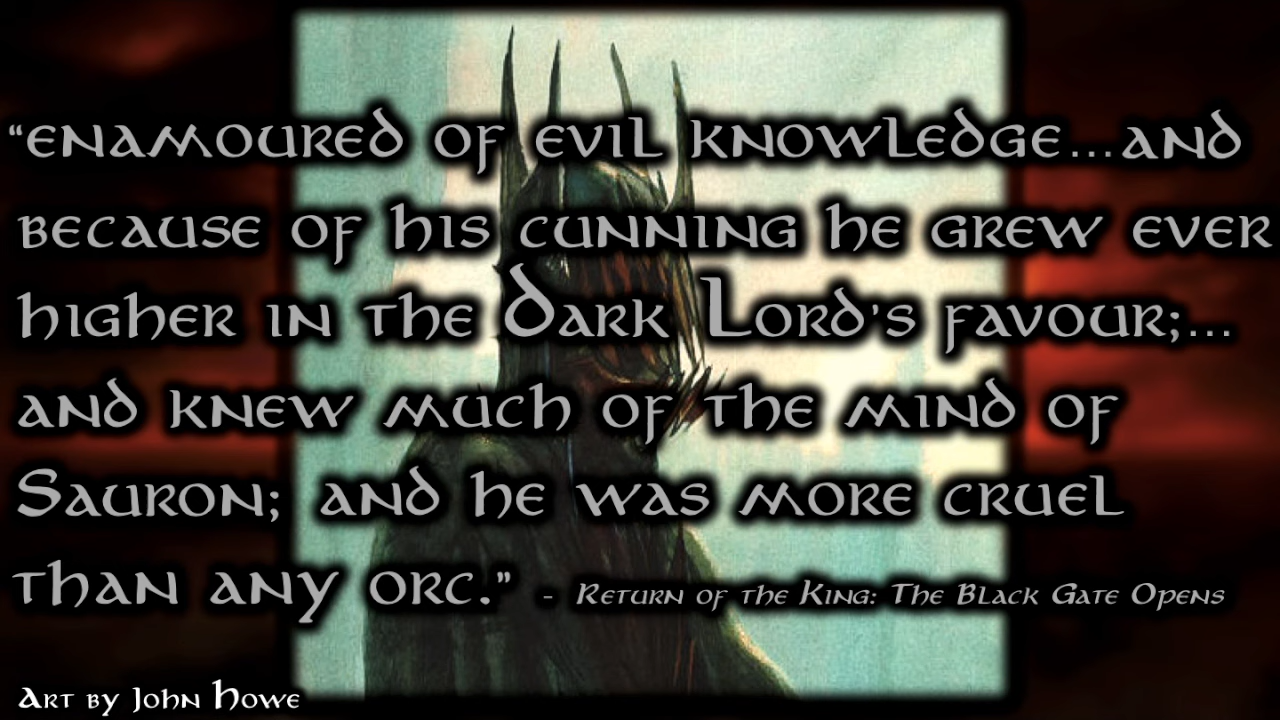 “enamoured of evil knowledge...and
because of his cunning he grew ever
higher in the Dark Lord's favour;...
and knew much of the mind of
Sauron; and he was more cruel
than any orc.” - Return of the King: The Black Gate Opens
Art by John Howe